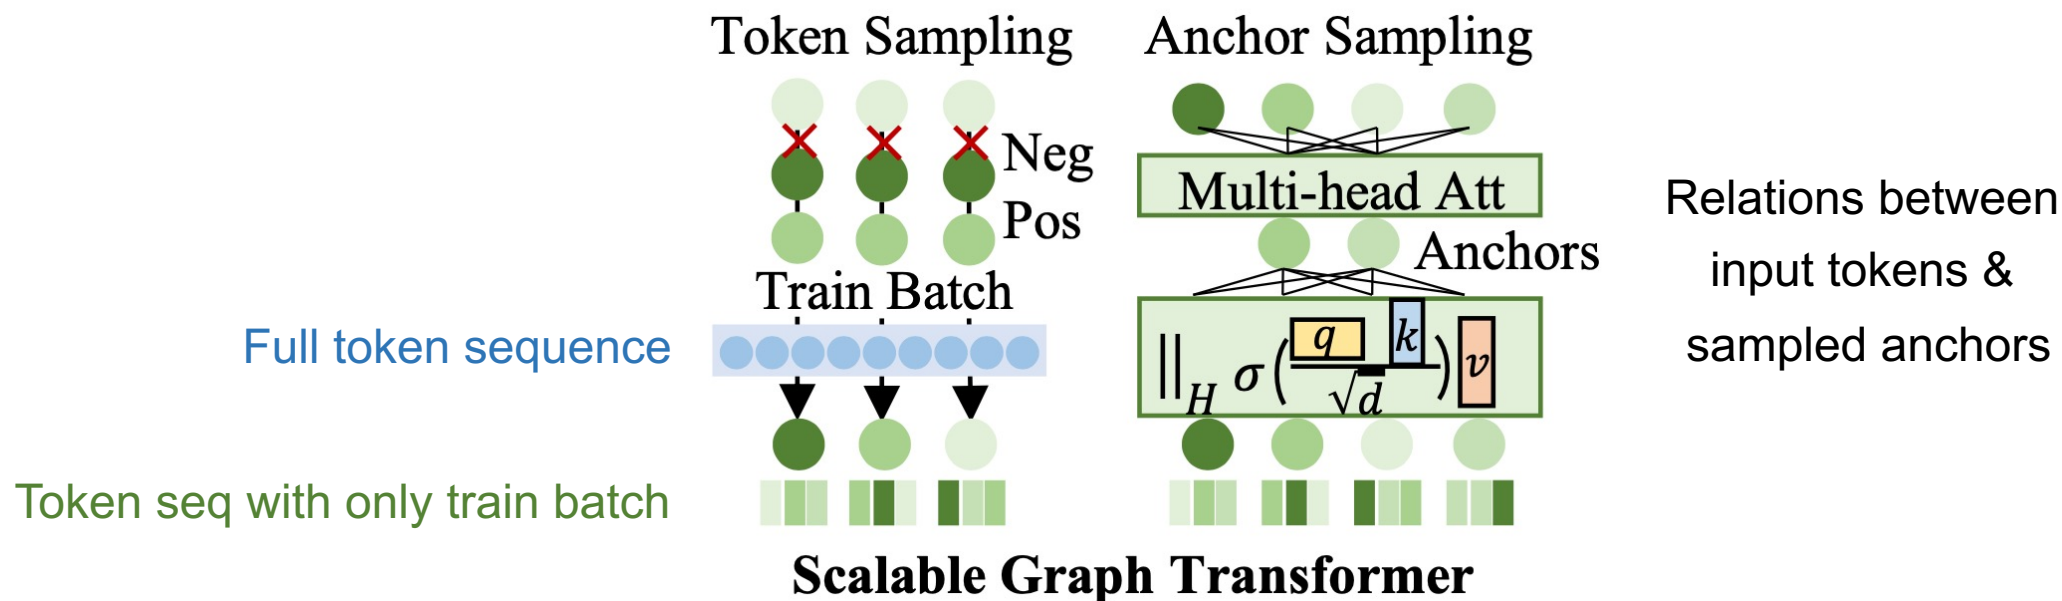 Token Sampling
Anchor Sampling
Neg
Pos
Train Batch
Full token sequence
Token seq with only train batch
Multi-head Att
Anchors
||_H σ(q k / √d) v
Relations between
input tokens &
sampled anchors
Scalable Graph Transformer